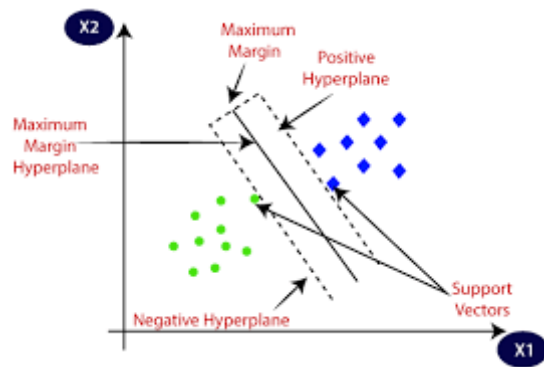 X2
Maximum
Margin
Positive
Hyperplane
Maximum
Margin
Hyperplane
Support
Vectors
Negative Hyperplane
X1